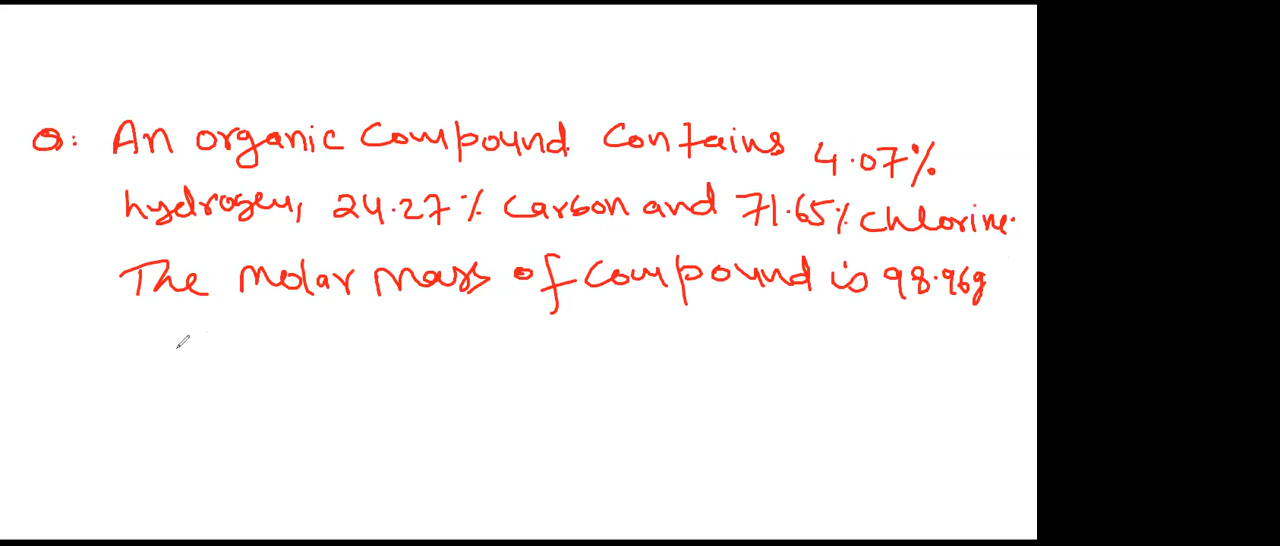 Q: An organic compound contains 4.07%
hydrogen, 24.27% carbon and 71.65% chlorine.
The molar mass of compound is 98.96g